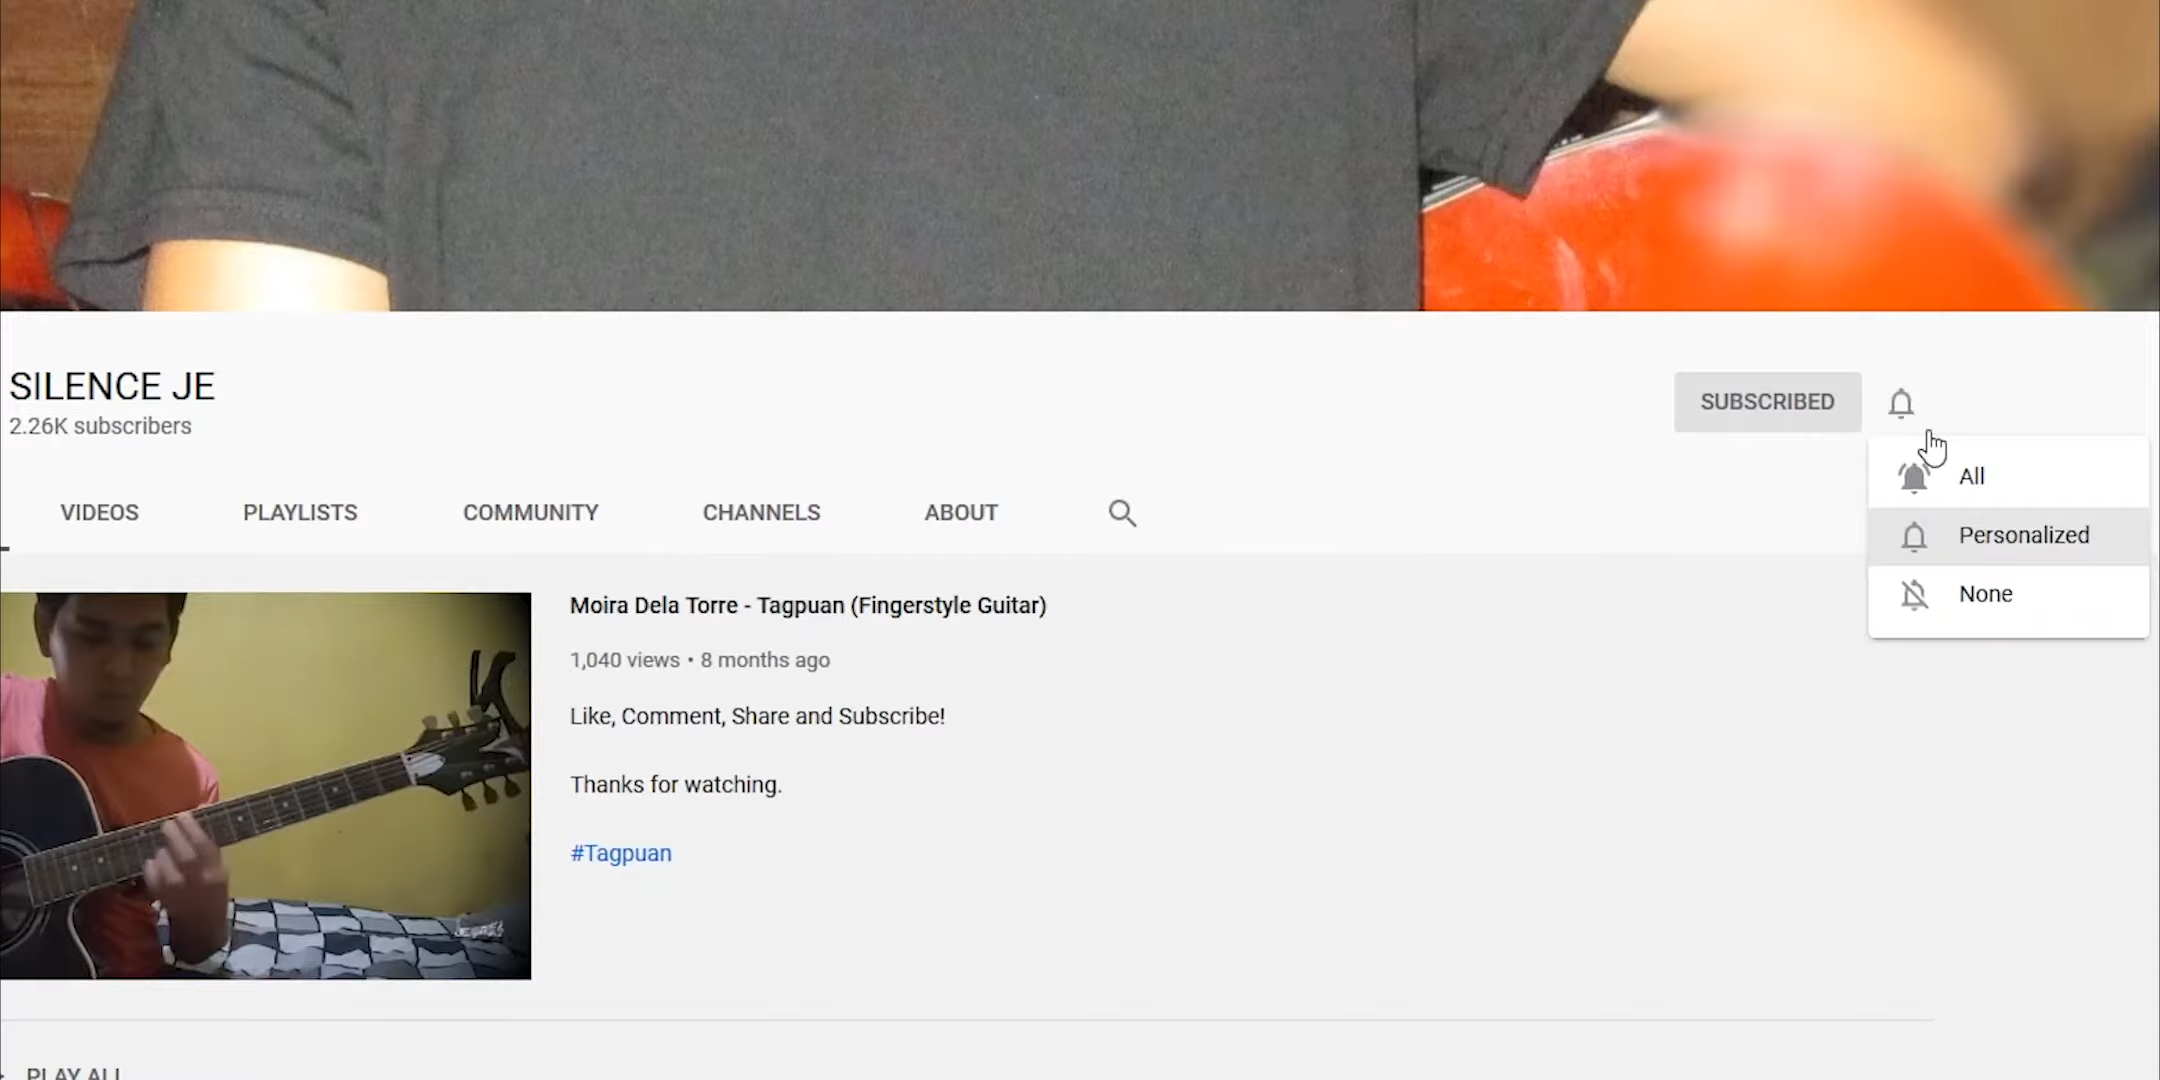 SILENCE JE
2.26K subscribers
SUBSCRIBED
All
Personalized
None
VIDEOS PLAYLISTS COMMUNITY CHANNELS ABOUT
Moira Dela Torre - Tagpuan (Fingerstyle Guitar)
1,040 views • 8 months ago
Like, Comment, Share and Subscribe!
Thanks for watching.
#Tagpuan
PLAY ALL